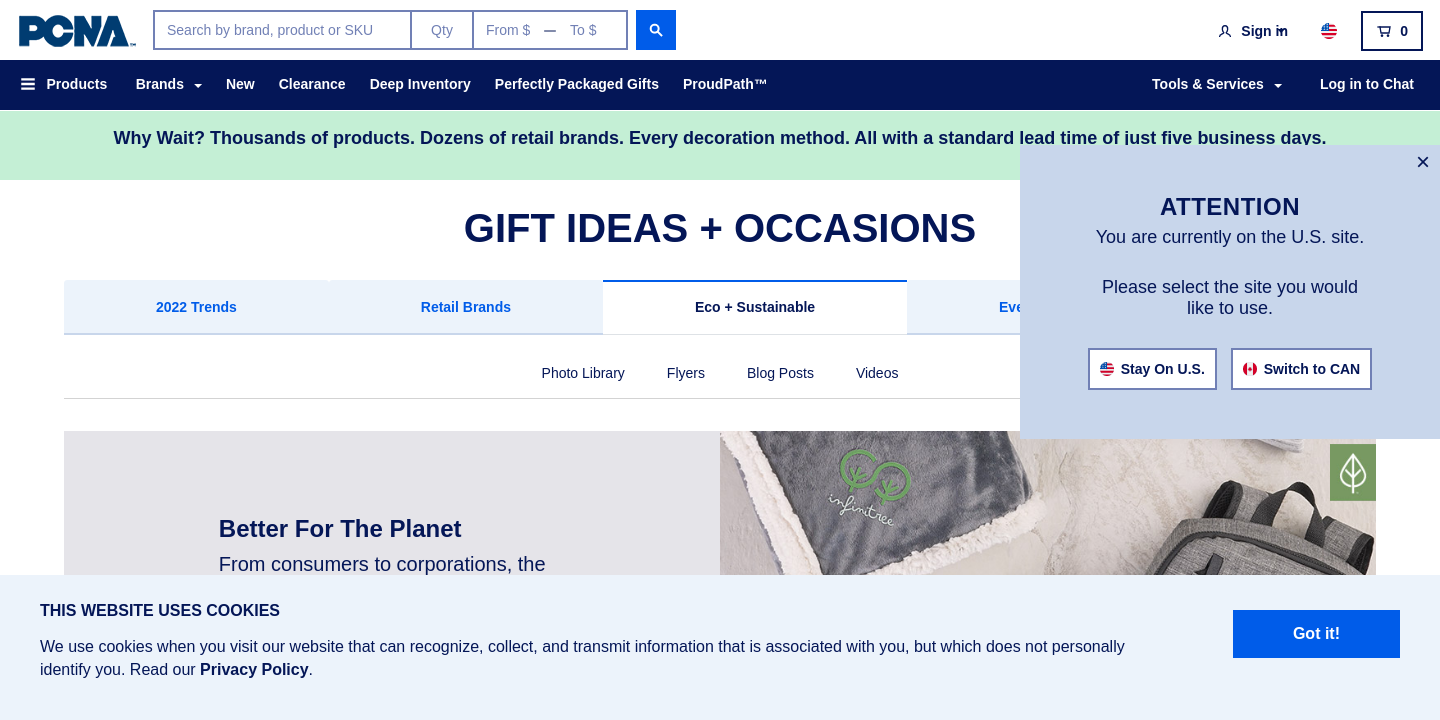 PCNA™
Search by brand, product or SKU
Qty
From $ — To $
Sign in
0
Products
Brands
New
Clearance
Deep Inventory
Perfectly Packaged Gifts
ProudPath™
Tools & Services
Log in to Chat
Why Wait? Thousands of products. Dozens of retail brands. Every decoration method. All with a standard lead time of just five business days.
×
ATTENTION
You are currently on the U.S. site.
Please select the site you would
like to use.
Stay On U.S.
Switch to CAN
GIFT IDEAS + OCCASIONS
2022 Trends
Retail Brands
Eco + Sustainable
Photo Library
Flyers
Blog Posts
Videos
Better For The Planet
From consumers to corporations, the
infinitree
THIS WEBSITE USES COOKIES
We use cookies when you visit our website that can recognize, collect, and transmit information that is associated with you, but which does not personally
identify you. Read our Privacy Policy.
Got it!